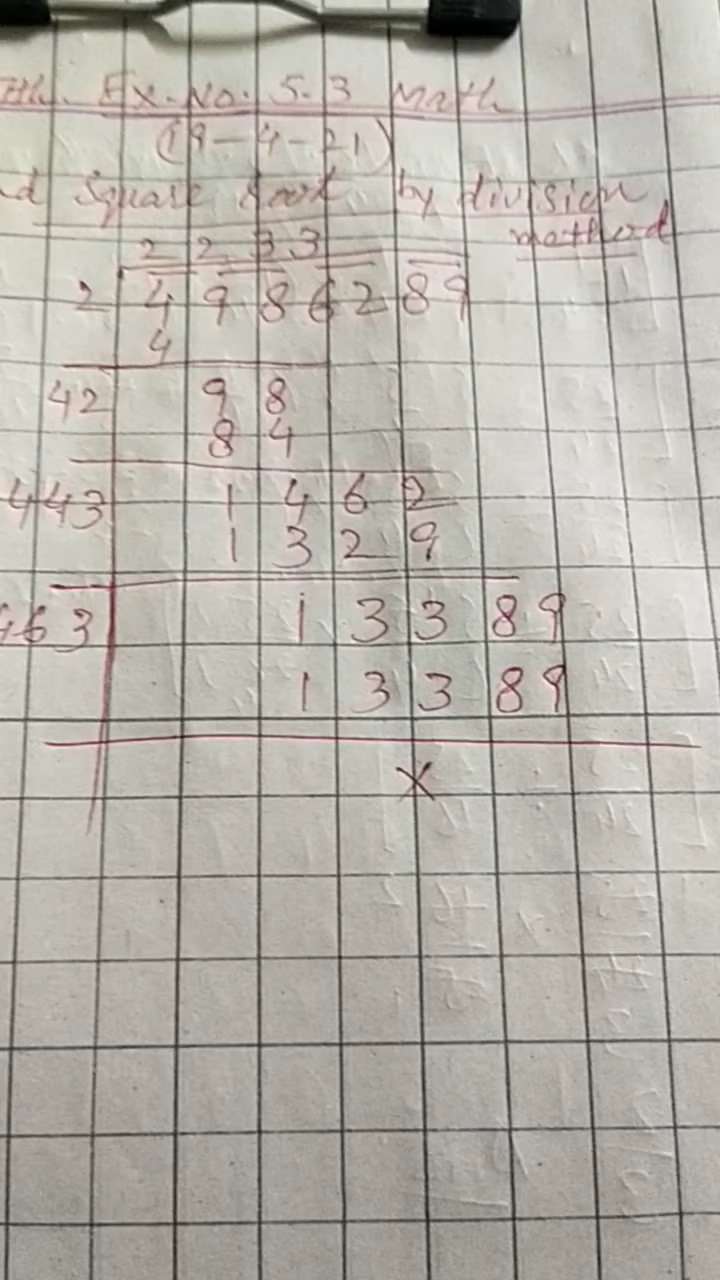 Ex. No. 5.3 Math
(19-4-21)
Square Root by division
method
2 2 3 3
2 4 9 8 6 2 8 9
4
42 9 8
8 4
443 1 4 6 2
1 3 2 9
463 1 3 3 8 9
1 3 3 8 9
X